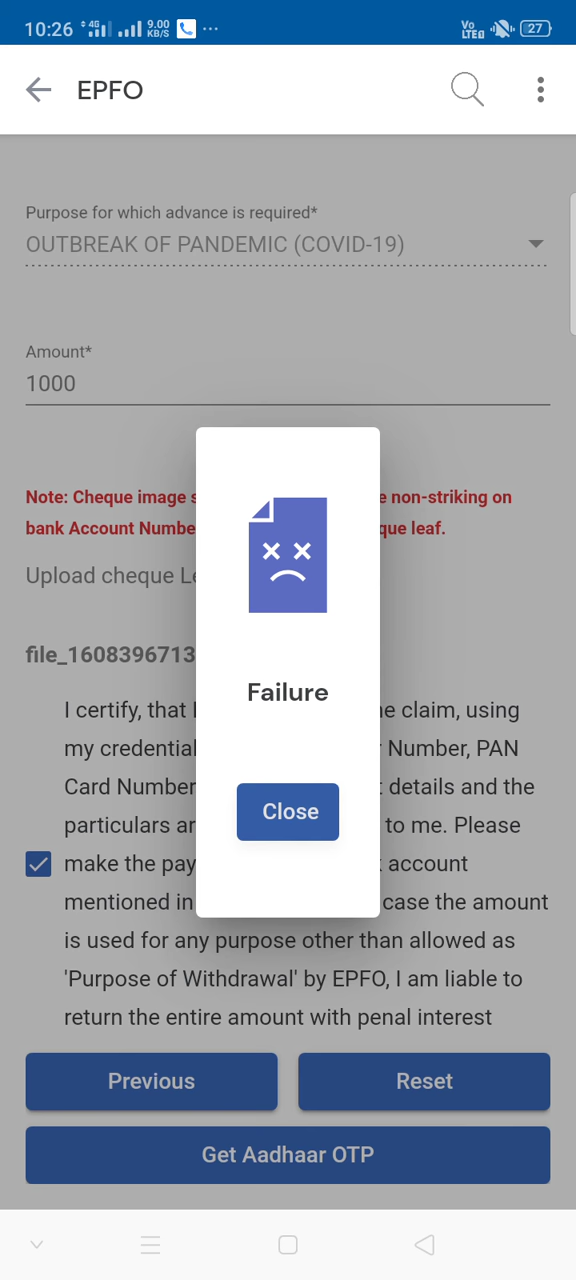 10:26 4G 9.00 KB/S ... Vo LTE 27
EPFO
Purpose for which advance is required*
OUTBREAK OF PANDEMIC (COVID-19)
Amount*
1000
Note: Cheque image s e non-striking on
bank Account Numbe que leaf.
Upload cheque Le
file_1608396713
I certify, that I e claim, using
my credential Number, PAN
Card Number details and the
particulars ar to me. Please
make the pay account
mentioned in case the amount
is used for any purpose other than allowed as
'Purpose of Withdrawal' by EPFO, I am liable to
return the entire amount with penal interest
Failure
Close
Previous Reset
Get Aadhaar OTP